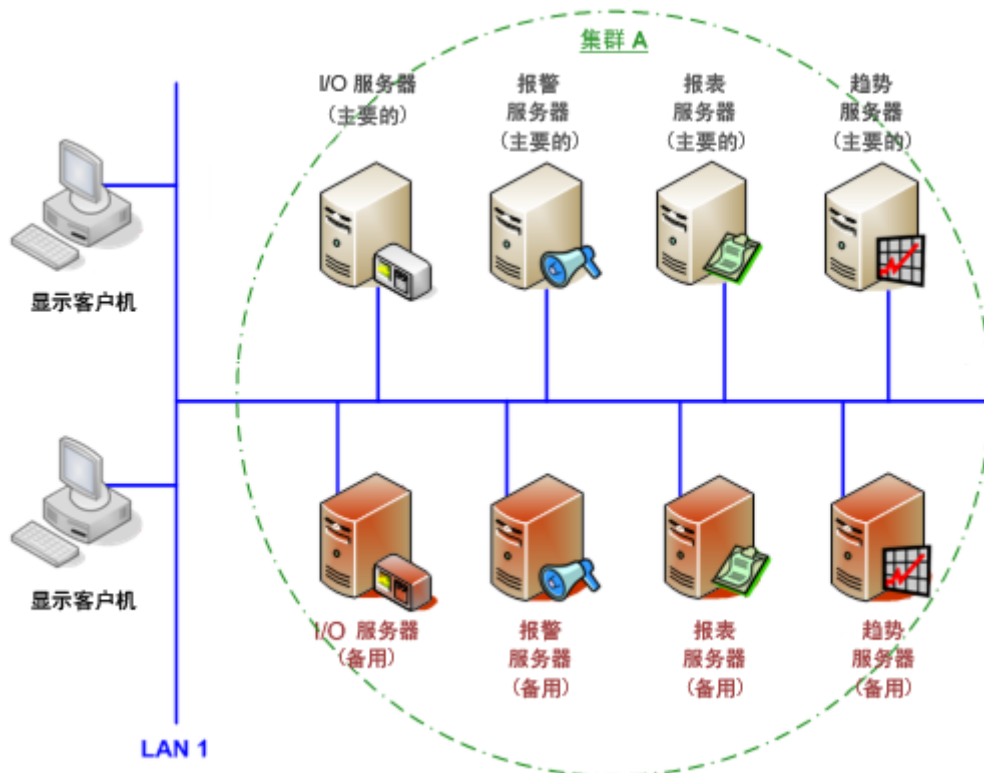 集群 A
I/O 服务器
(主要的)
报警
服务器
(主要的)
报表
服务器
(主要的)
趋势
服务器
(主要的)
显示客户机
显示客户机
I/O 服务器
(备用)
报警
服务器
(备用)
报表
服务器
(备用)
趋势
服务器
(备用)
LAN 1